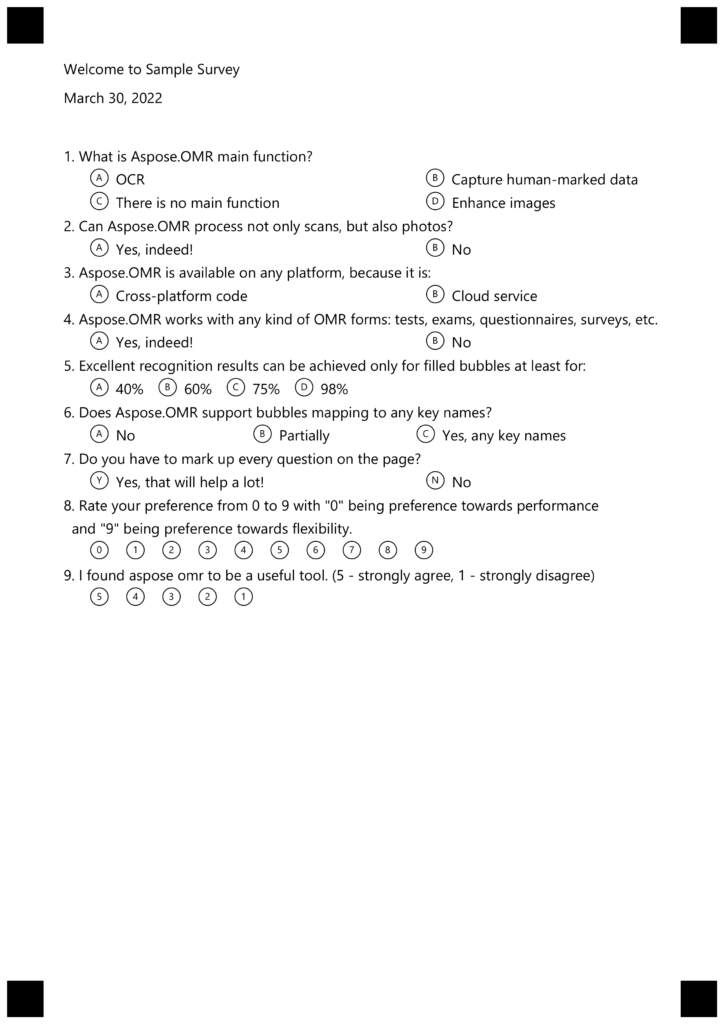 Welcome to Sample Survey
March 30, 2022
1. What is Aspose.OMR main function?
A OCR B Capture human-marked data
C There is no main function D Enhance images
2. Can Aspose.OMR process not only scans, but also photos?
A Yes, indeed! B No
3. Aspose.OMR is available on any platform, because it is:
A Cross-platform code B Cloud service
4. Aspose.OMR works with any kind of OMR forms: tests, exams, questionnaires, surveys, etc.
A Yes, indeed! B No
5. Excellent recognition results can be achieved only for filled bubbles at least for:
A 40% B 60% C 75% D 98%
6. Does Aspose.OMR support bubbles mapping to any key names?
A No B Partially C Yes, any key names
7. Do you have to mark up every question on the page?
Y Yes, that will help a lot! N No
8. Rate your preference from 0 to 9 with "0" being preference towards performance
and "9" being preference towards flexibility.
0 1 2 3 4 5 6 7 8 9
9. I found aspose omr to be a useful tool. (5 - strongly agree, 1 - strongly disagree)
5 4 3 2 1